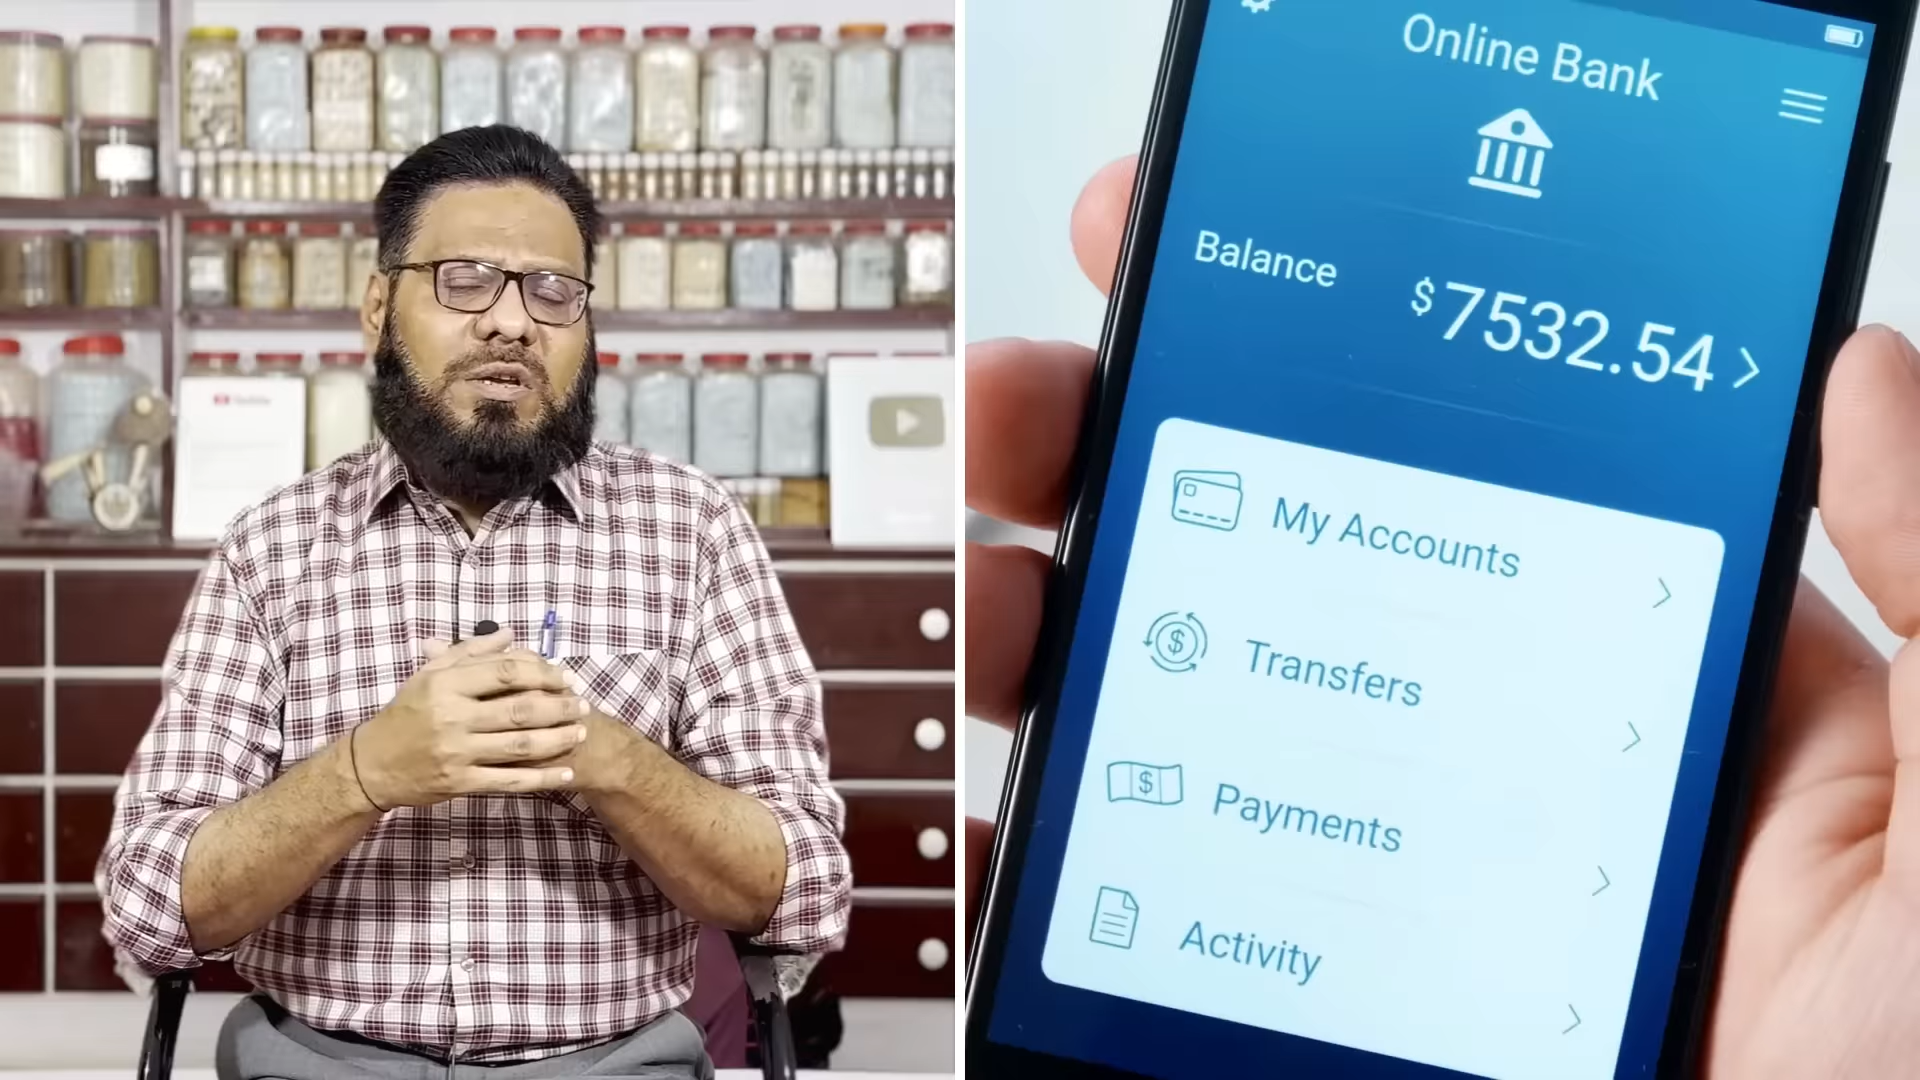 Online Bank
Balance
$7532.54
My Accounts
Transfers
Payments
Activity